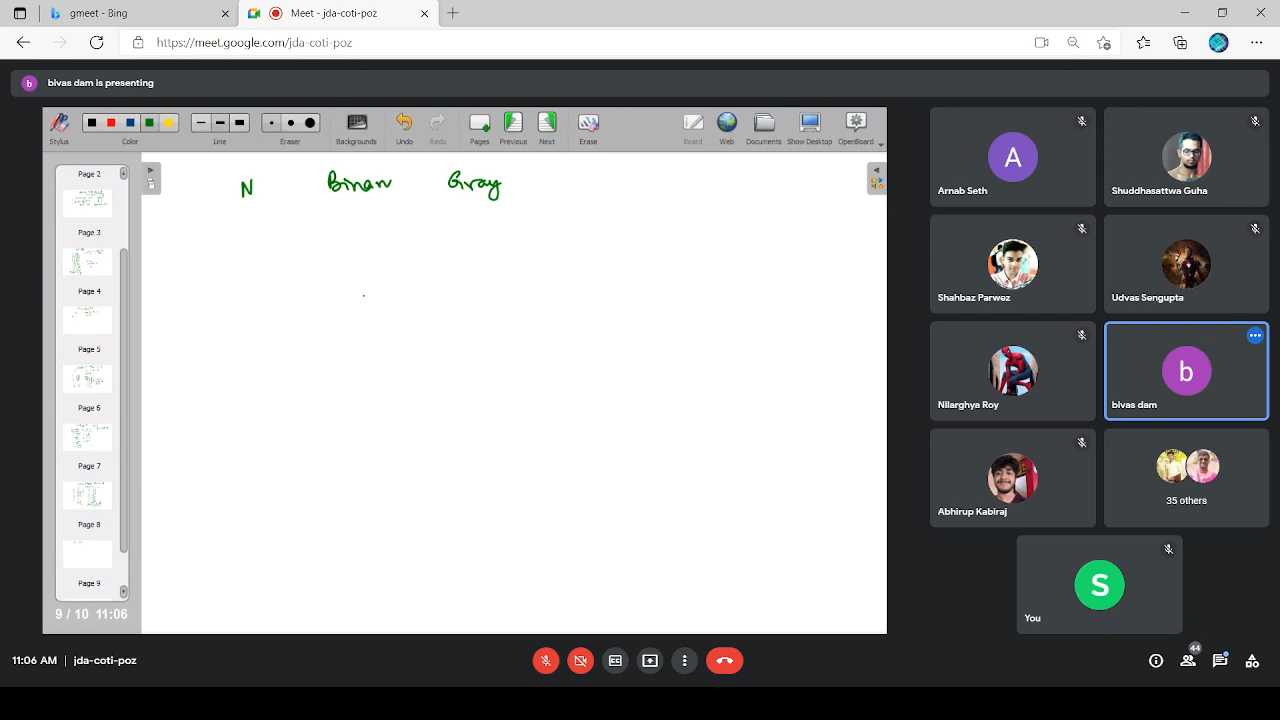 gmeet - Bing
Meet - jda-coti-poz
https://meet.google.com/jda-coti-poz
b
bivas dam is presenting
Stylus
Color
Line
Eraser
Backgrounds
Undo
Redo
Pages
Previous
Next
Erase
Board
Web
Documents
Show Desktop
OpenBoard
Page 2
Page 3
Page 4
Page 5
Page 6
Page 7
Page 8
Page 9
9 / 10 11:06
N Binary Gray
A
Arnab Seth
Shuddhasattwa Guha
Shahbaz Parwez
Udvas Sengupta
Nilarghya Roy
b
bivas dam
Abhirup Kabiraj
35 others
S
You
11:06 AM | jda-coti-poz
44